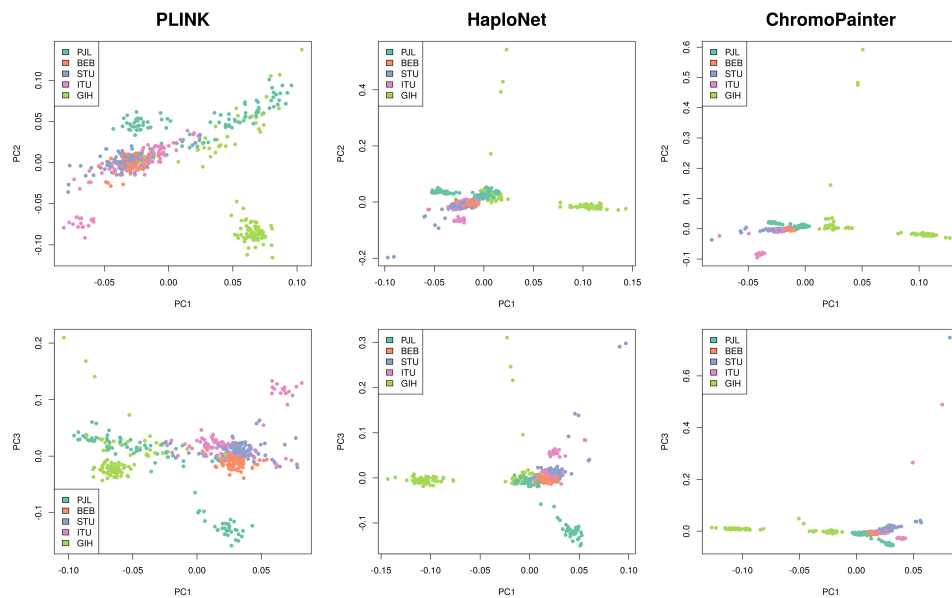 PLINK
HaploNet
ChromoPainter
PJL
BEB
STU
ITU
GIH
PC2
0.10
0.05
0.00
-0.05
-0.10
-0.05
0.00
0.05
0.10
PC1
PJL
BEB
STU
ITU
GIH
PC2
0.4
0.2
0.0
-0.2
-0.10
-0.05
0.00
0.05
0.10
0.15
PC1
PJL
BEB
STU
ITU
GIH
PC2
0.6
0.5
0.4
0.3
0.2
0.1
0.0
-0.1
-0.05
0.00
0.05
0.10
PC1
PJL
BEB
STU
ITU
GIH
PC3
0.2
0.1
0.0
-0.1
-0.10
-0.05
0.00
0.05
PC1
PJL
BEB
STU
ITU
GIH
PC3
0.3
0.2
0.1
0.0
-0.1
-0.15
-0.10
-0.05
0.00
0.05
0.10
PC1
PJL
BEB
STU
ITU
GIH
PC3
0.6
0.4
0.2
0.0
-0.10
-0.05
0.00
0.05
PC1